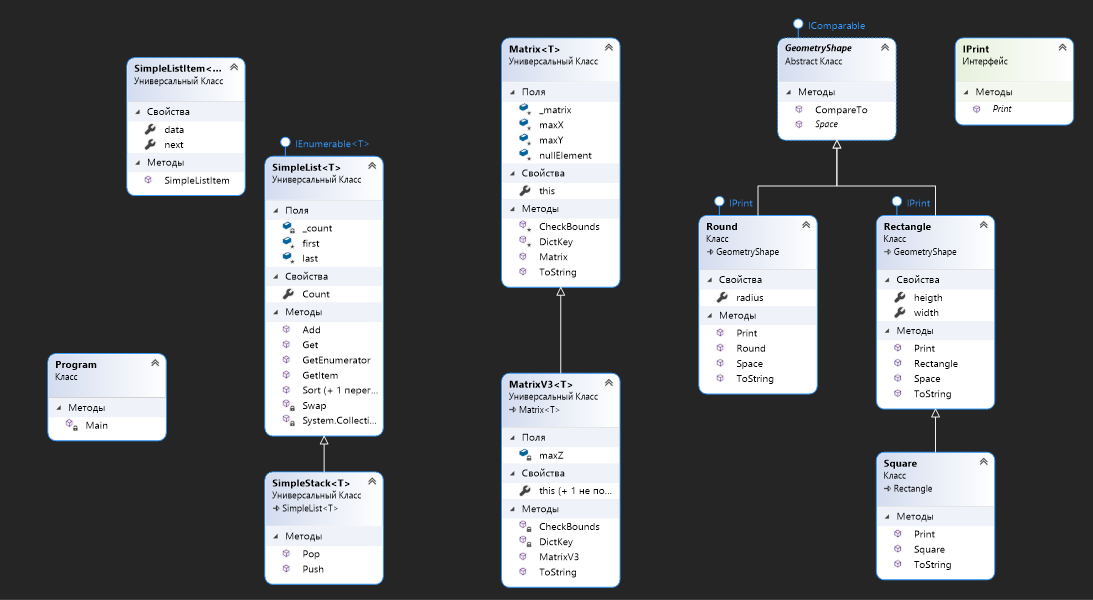 SimpleListItem<...
Универсальный Класс
Свойства
data
next
Методы
SimpleListItem
Program
Класс
Методы
Main
IEnumerable<T>
SimpleList<T>
Универсальный Класс
Поля
_count
first
last
Свойства
Count
Методы
Add
Get
GetEnumerator
GetItem
Sort (+ 1 перег...
Swap
System.Collecti...
SimpleStack<T>
Универсальный Класс
SimpleList<T>
Методы
Pop
Push
Matrix<T>
Универсальный Класс
Поля
_matrix
maxX
maxY
nullElement
Свойства
this
Методы
CheckBounds
DictKey
Matrix
ToString
MatrixV3<T>
Универсальный Класс
Matrix<T>
Поля
maxZ
Свойства
this (+ 1 не по...
Методы
CheckBounds
DictKey
MatrixV3
ToString
IComparable
GeometryShape
Abstract Класс
Методы
CompareTo
Space
IPrint
Интерфейс
Методы
Print
IPrint
Round
Класс
GeometryShape
Свойства
radius
Методы
Print
Round
Space
ToString
IPrint
Rectangle
Класс
GeometryShape
Свойства
heigth
width
Методы
Print
Rectangle
Space
ToString
Square
Класс
Rectangle
Методы
Print
Square
ToString